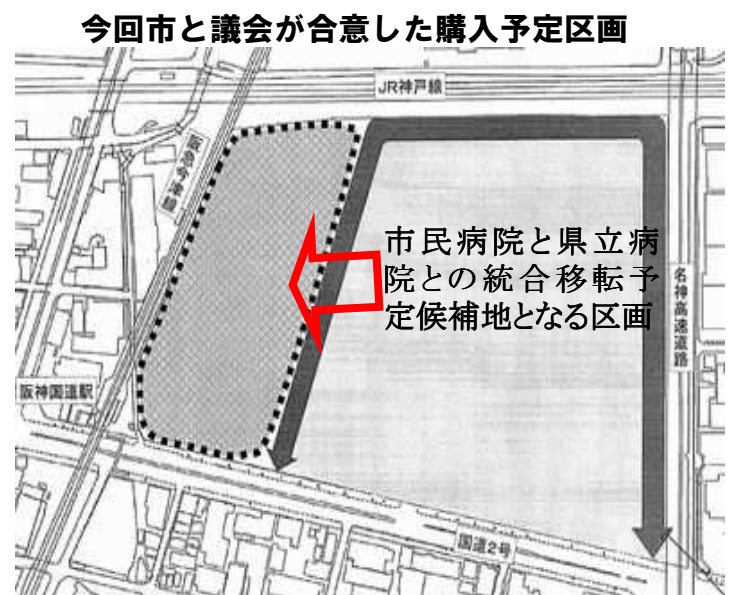 今回市と議会が合意した購入予定区画
JR神戸線
阪急今津線
市民病院と県立病
院との統合移転予
定候補地となる区画
名神高速道路
阪神国道駅
国道2号